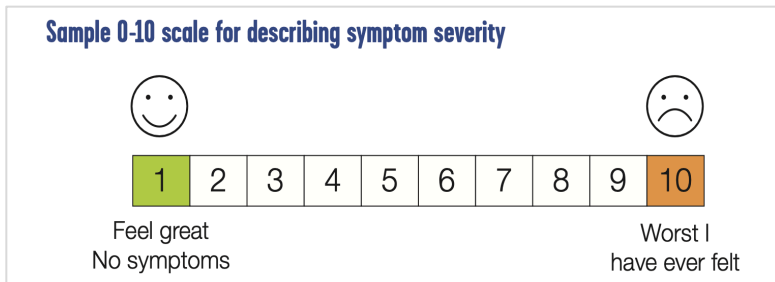 Sample 0-10 scale for describing symptom severity
1 2 3 4 5 6 7 8 9 10
Feel great
No symptoms
Worst I
have ever felt